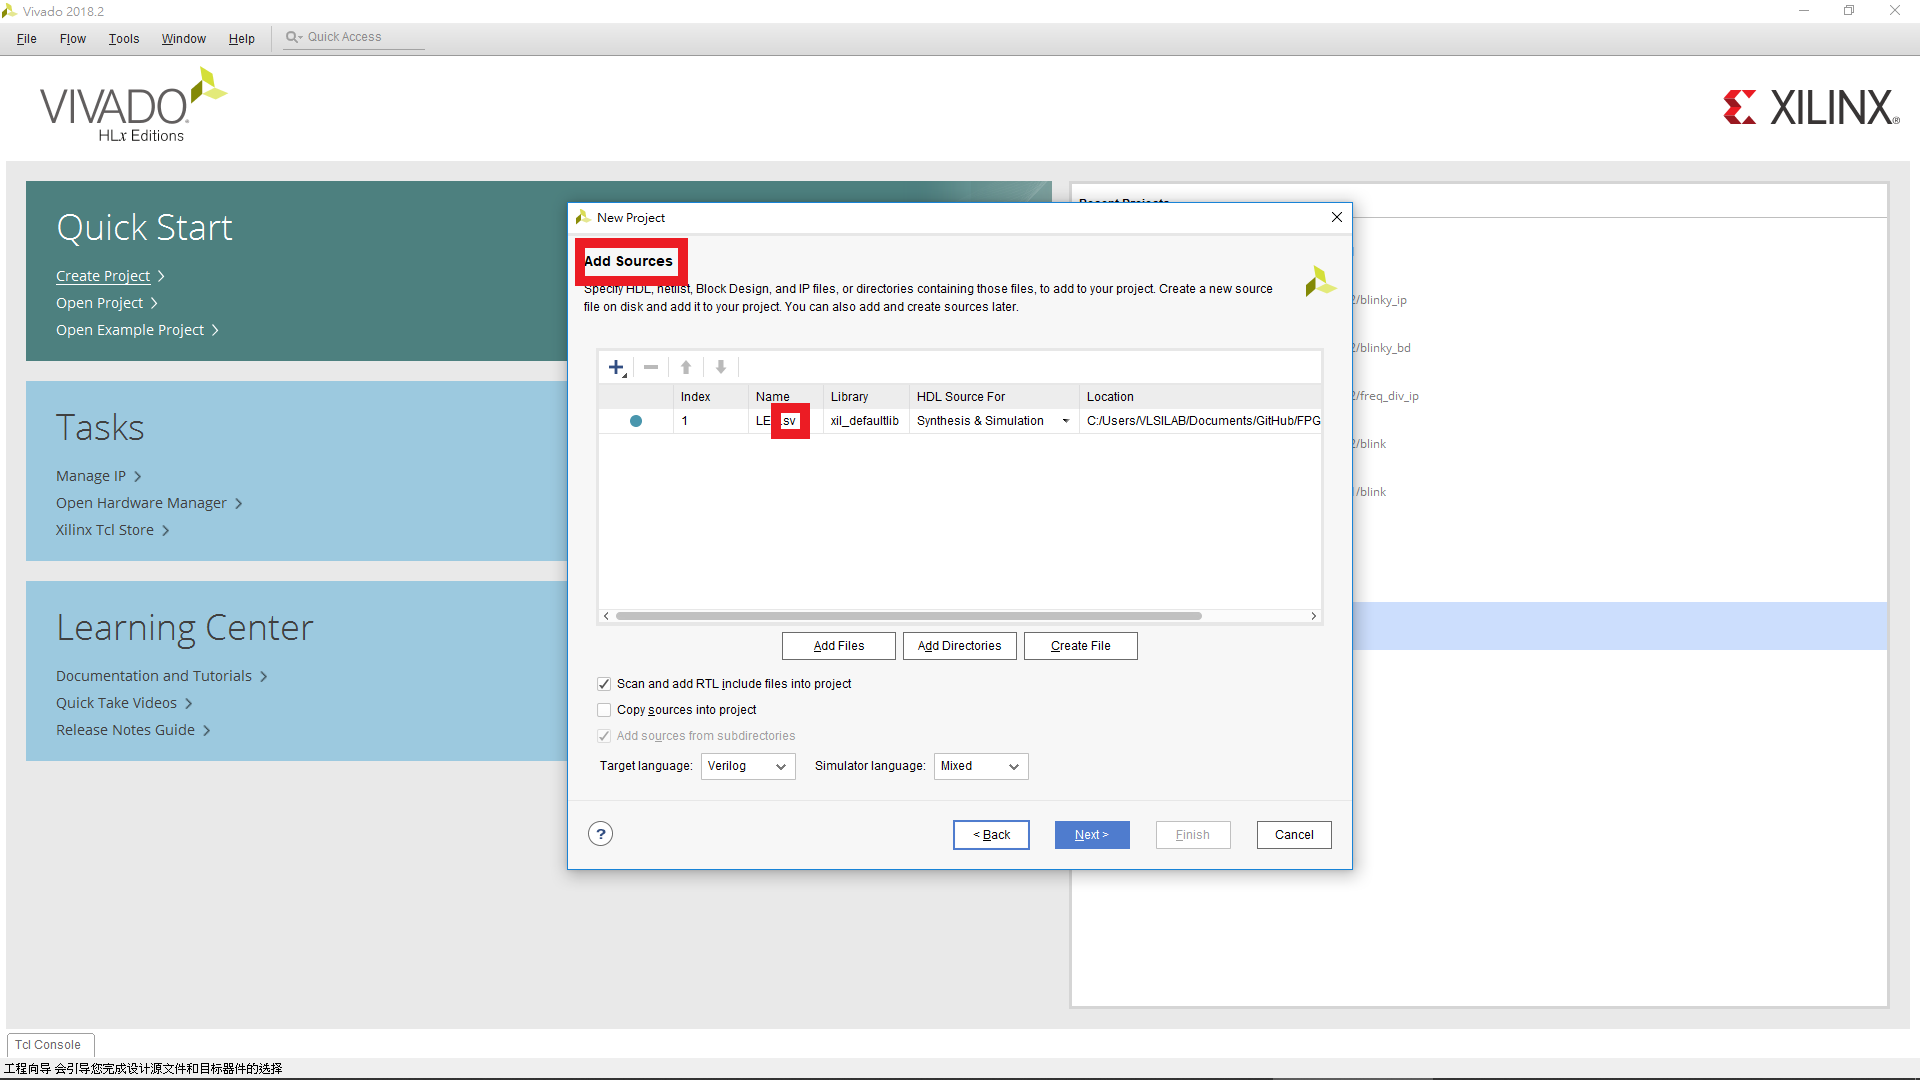 Vivado 2018.2
File Flow Tools Window Help Quick Access
VIVADO
HLx Editions
XILINX®
Quick Start
Create Project
Open Project
Open Example Project
Tasks
Manage IP
Open Hardware Manager
Xilinx Tcl Store
Learning Center
Documentation and Tutorials
Quick Take Videos
Release Notes Guide
Recent Projects
2/blinky_ip
2/blinky_bd
2/freq_div_ip
2/blink
/blink
New Project
Add Sources
Specify HDL, netlist, Block Design, and IP files, or directories containing those files, to add to your project. Create a new source
file on disk and add it to your project. You can also add and create sources later.
Index Name Library HDL Source For Location
1 LE .sv xil_defaultlib Synthesis & Simulation C:/Users/VLSILAB/Documents/GitHub/FPG
Add Files Add Directories Create File
Scan and add RTL include files into project
Copy sources into project
Add sources from subdirectories
Target language: Verilog Simulator language: Mixed
? < Back Next > Finish Cancel
Tcl Console
工程向导 会引导您完成设计源文件和目标器件的选择